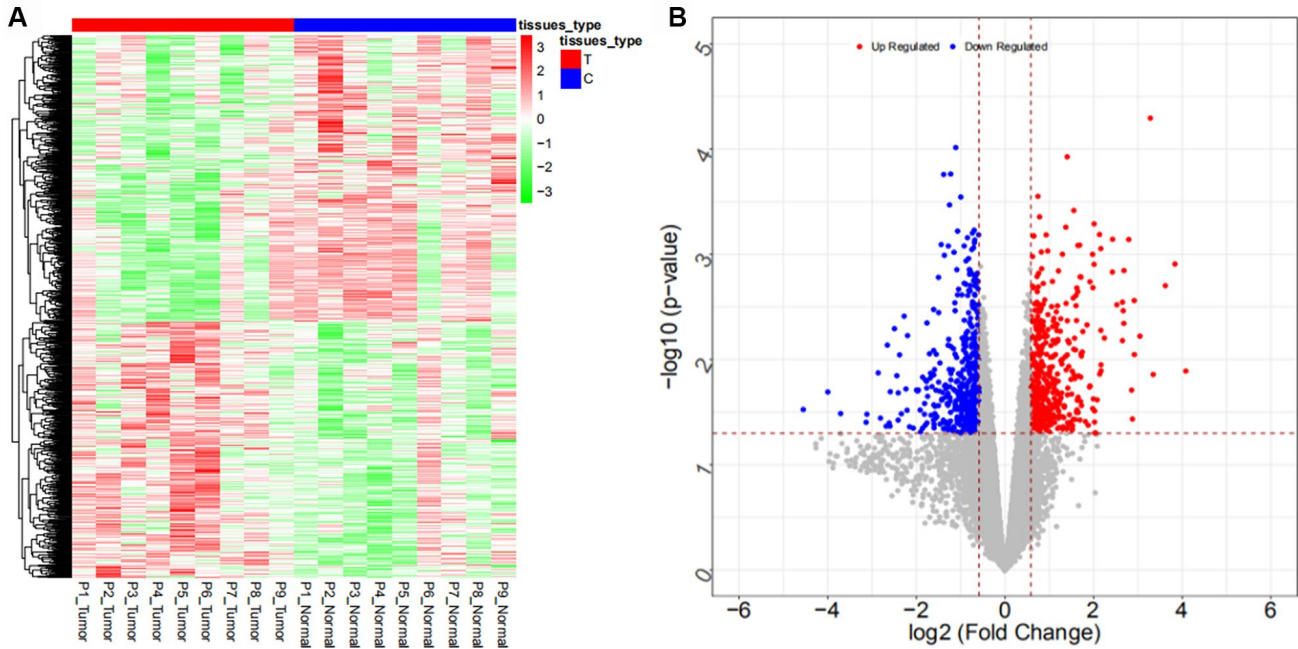 A
tissues_type
tissues_type
T
C
3
2
1
0
−1
−2
−3
P1_Tumor
P2_Tumor
P3_Tumor
P4_Tumor
P5_Tumor
P6_Tumor
P7_Tumor
P8_Tumor
P9_Tumor
P1_Normal
P2_Normal
P3_Normal
P4_Normal
P5_Normal
P6_Normal
P7_Normal
P8_Normal
P9_Normal
B
Up Regulated Down Regulated
5
4
3
2
1
0
−log10 (p−value)
−6 −4 −2 0 2 4 6
log2 (Fold Change)